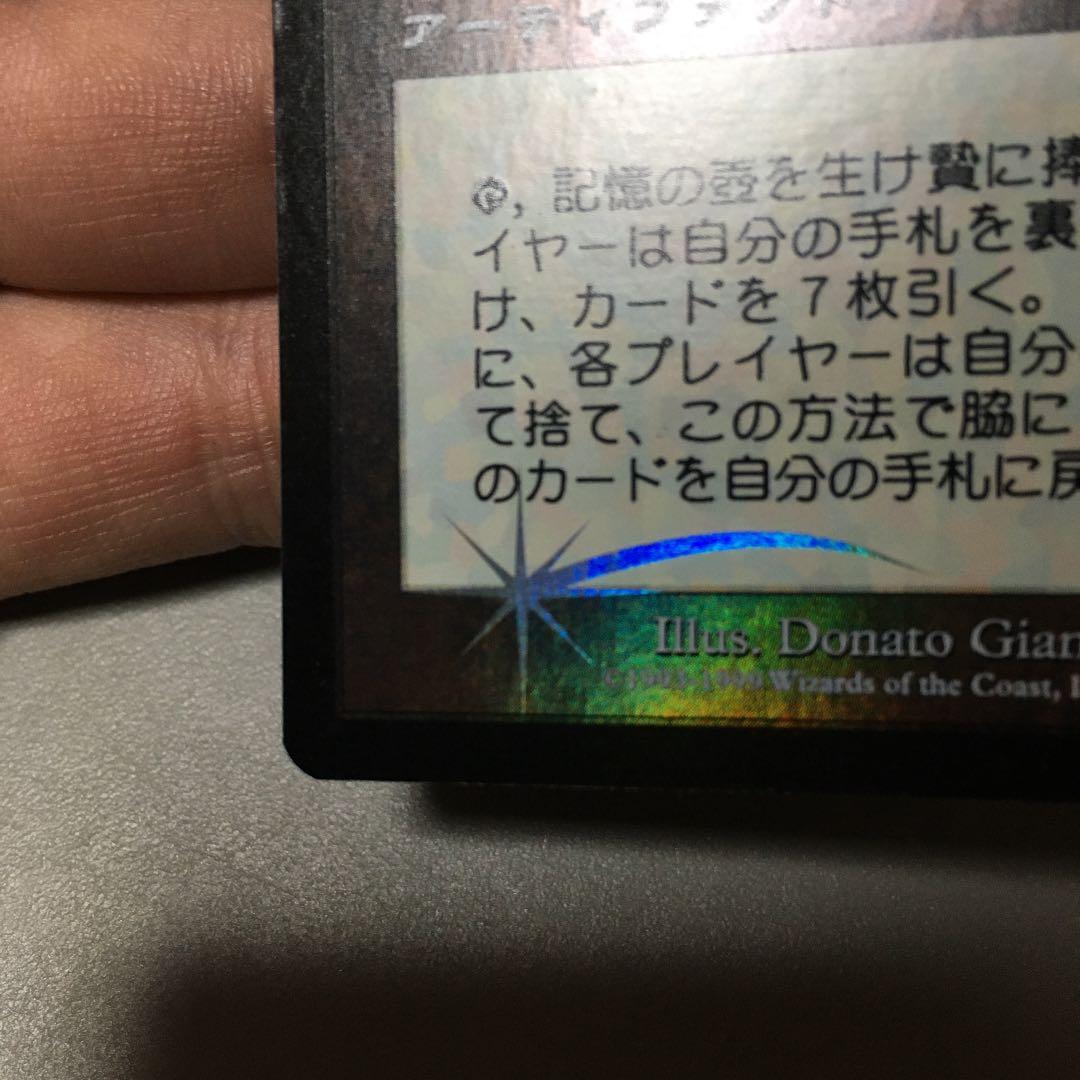 アーティファクト
, 記憶の壺を生け贄に捧
イヤーは自分の手札を裏
け、カードを7枚引く。
に、各プレイヤーは自分
て捨て、この方法で脇に
のカードを自分の手札に戻
Illus. Donato Gian
©1993-1999 Wizards of the Coast, I